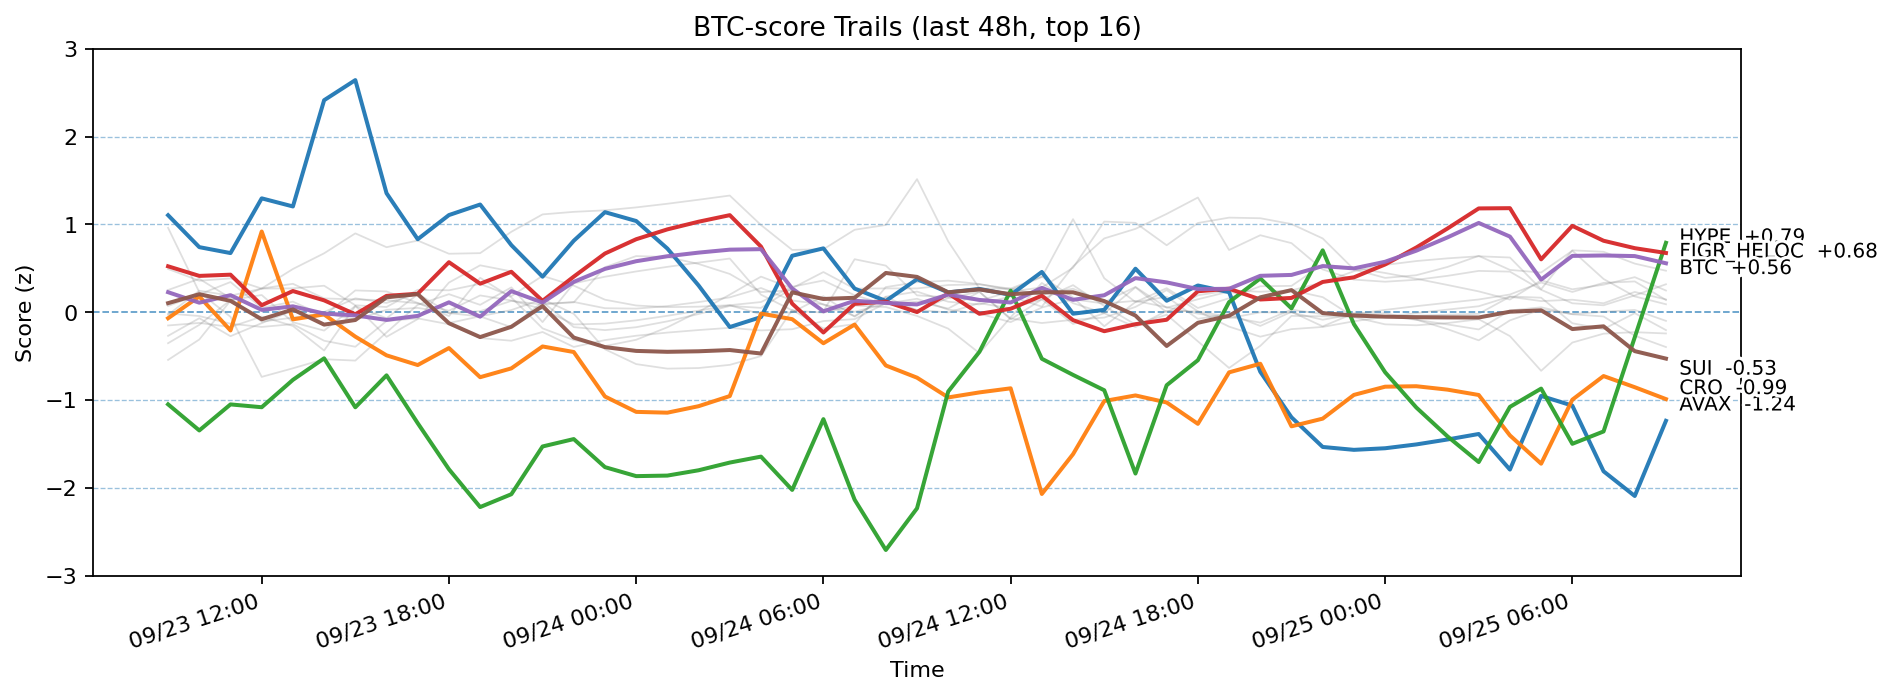 BTC-score Trails (last 48h, top 16)
Score (z)
3
2
1
0
−1
−2
−3
HYPE +0.79
FIGR_HELOC +0.68
BTC +0.56
SUI -0.53
CRO -0.99
AVAX -1.24
09/23 12:00
09/23 18:00
09/24 00:00
09/24 06:00
09/24 12:00
09/24 18:00
09/25 00:00
09/25 06:00
Time